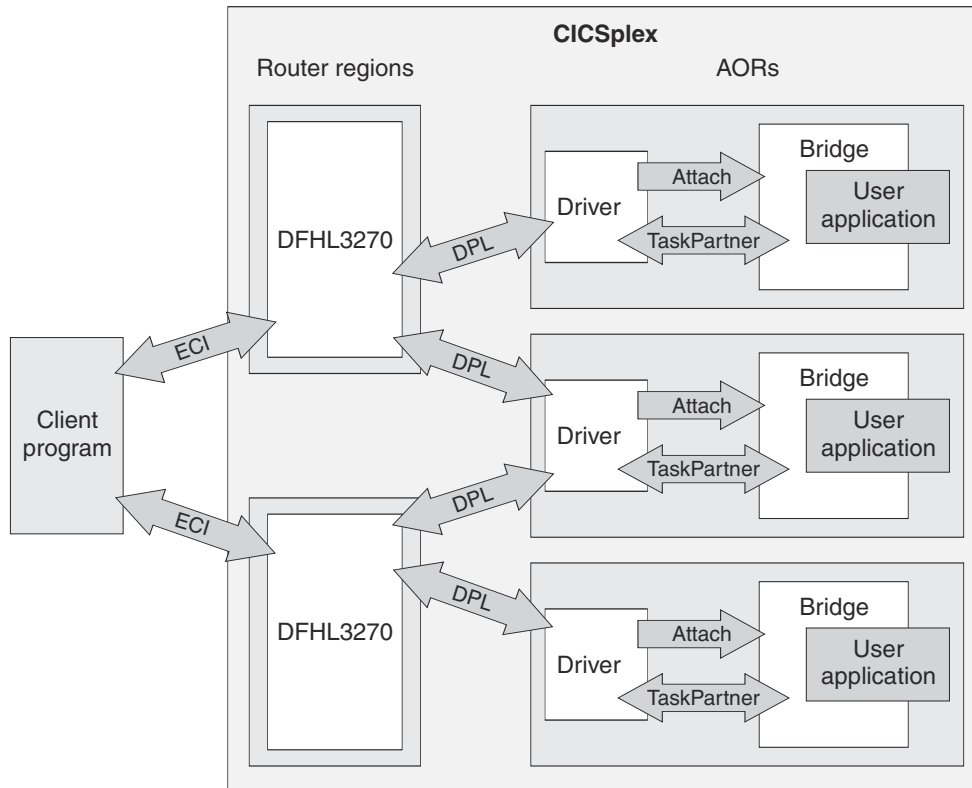 CICSplex
Router regions
AORs
DFHL3270
DFHL3270
Client
program
ECI
ECI
DPL
DPL
DPL
DPL
Driver
Attach
TaskPartner
Bridge
User
application
Driver
Attach
TaskPartner
Bridge
User
application
Driver
Attach
TaskPartner
Bridge
User
application